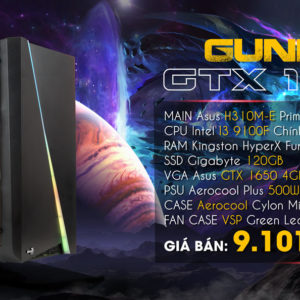 GUN
GTX 1
MAIN Asus H310M-E Prim
CPU Intel I3 9100F Chính
RAM Kingston HyperX Fur
SSD Gigabyte 120GB
VGA Asus GTX 1650 4G
PSU Aerocool Plus 500W
CASE Aerocool Cylon Mi
FAN CASE VSP Green Lea
GIÁ BÁN: 9.101